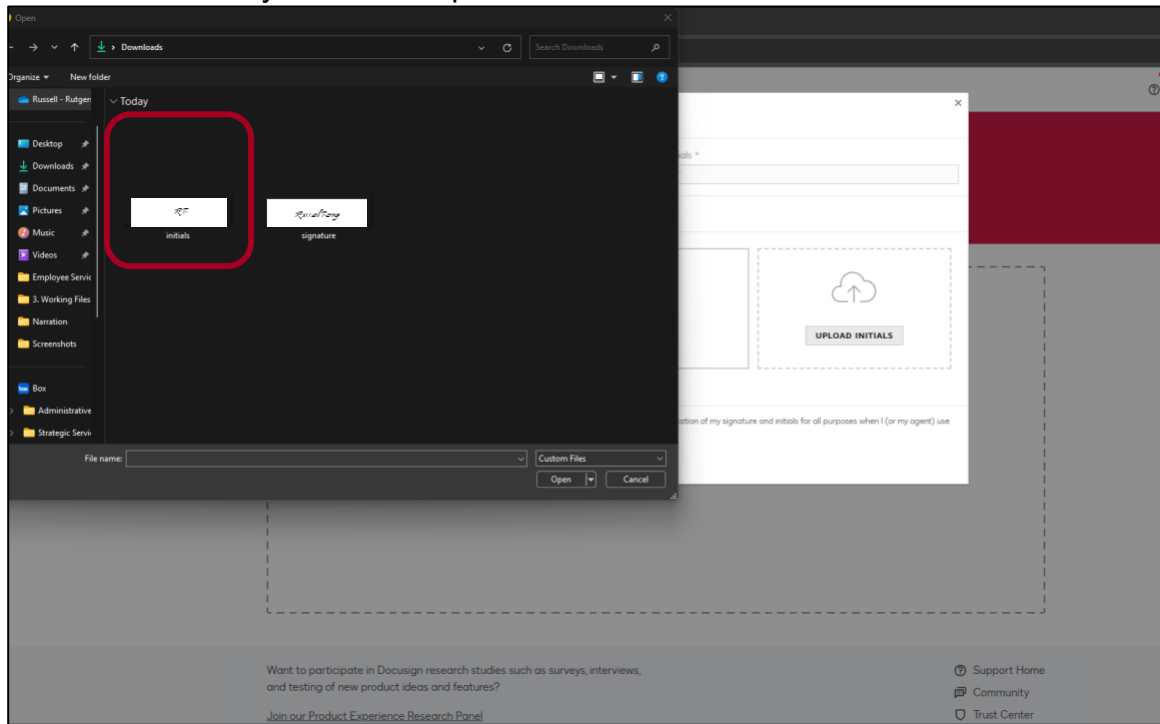 Open
Downloads
Search Downloads
Organize
New folder
Russell - Rutgers
Today
Desktop
Downloads
Documents
Pictures
Music
Videos
Employee Servic
3. Working Files
Narration
Screenshots
Box
Administrative
Strategic Servi
RF
initials
signature
File name:
Custom Files
Open
Cancel
ials *
UPLOAD INITIALS
ation of my signature and initials for all purposes when I (or my agent) use
Want to participate in Docusign research studies such as surveys, interviews,
and testing of new product ideas and features?
Join our Product Experience Research Panel
Support Home
Community
Trust Center